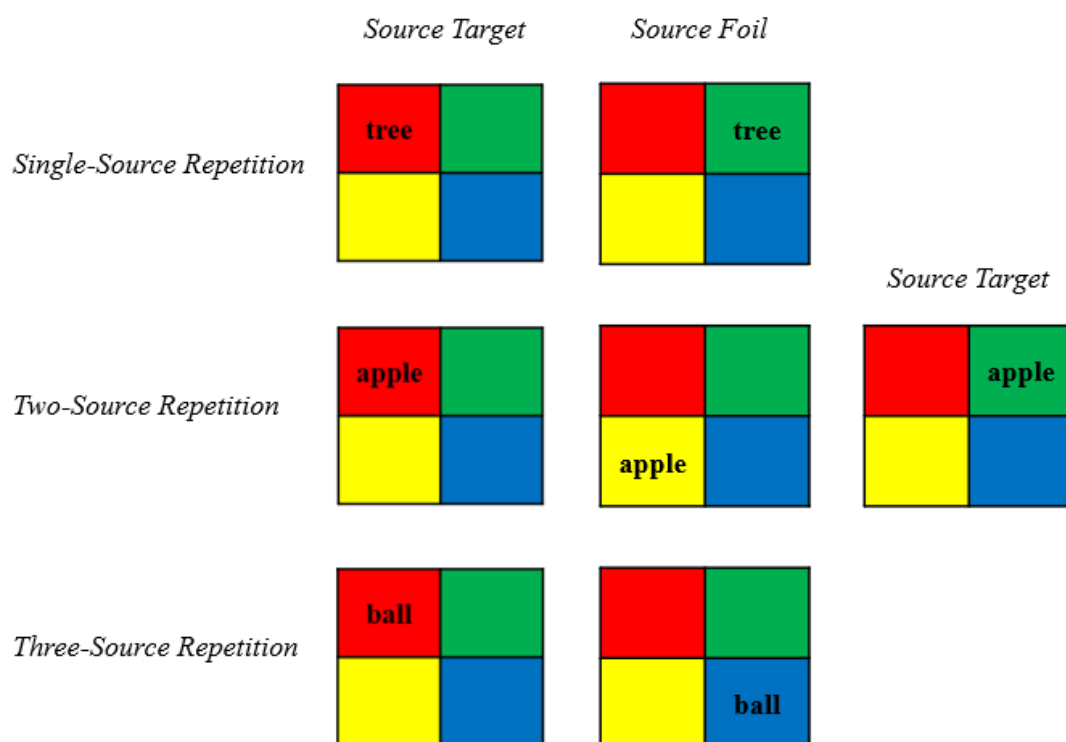 Source Target
Source Foil
Single-Source Repetition
tree
tree
Source Target
Two-Source Repetition
apple
apple
apple
Three-Source Repetition
ball
ball